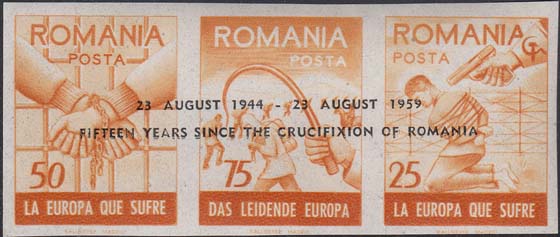 ROMANIA
POSTA
50
LA EUROPA QUE SUFRE
ROMANIA
POSTA
75
DAS LEIDENDE EUROPA
ROMANIA
POSTA
25
LA EUROPA QUE SUFRE
23 AUGUST 1944 - 23 AUGUST 1959
FIFTEEN YEARS SINCE THE CRUCIFIXION OF ROMANIA